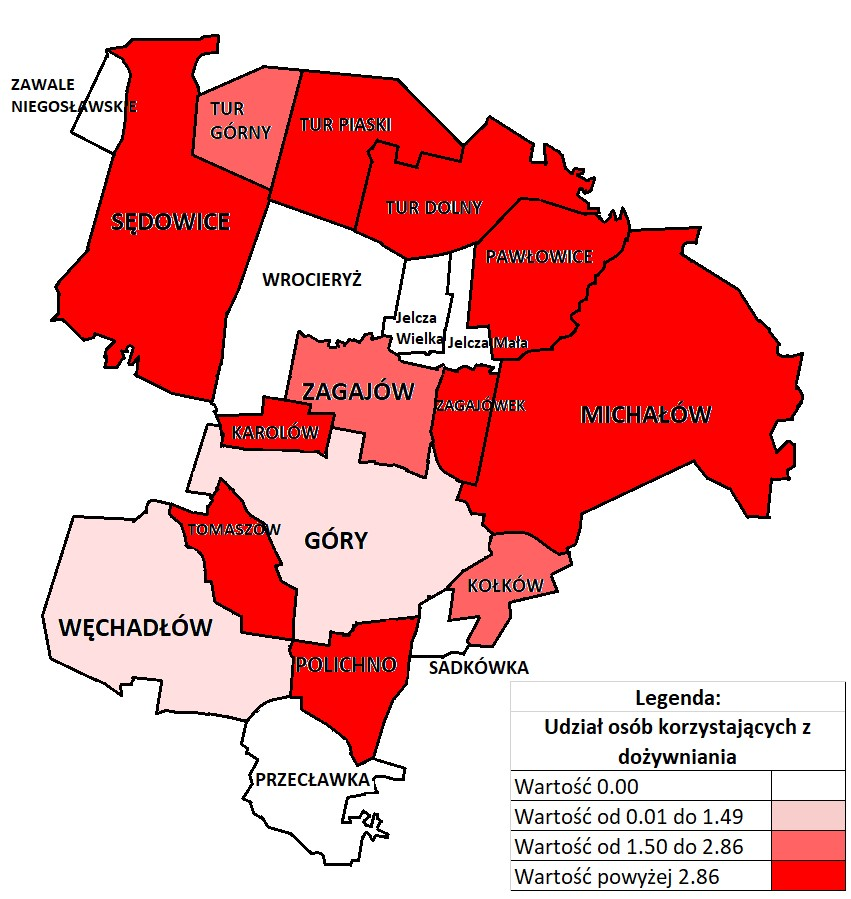 ZAWALE
NIEGOSŁAWSKIE
TUR
GÓRNY
TUR PIASKI
SĘDOWICE
TUR DOLNY
PAWŁOWICE
WROCIERYŻ
Jelcza
Wielka
Jelcza Mała
ZAGAJÓW
ZAGAJÓWEK
MICHAŁÓW
KAROLÓW
TOMASZÓW
GÓRY
KOŁKÓW
WĘCHADŁÓW
POLICHNO
SADKÓWKA
PRZECŁAWKA
Legenda:
Udział osób korzystających z
dożywniania
Wartość 0.00
Wartość od 0.01 do 1.49
Wartość od 1.50 do 2.86
Wartość powyżej 2.86